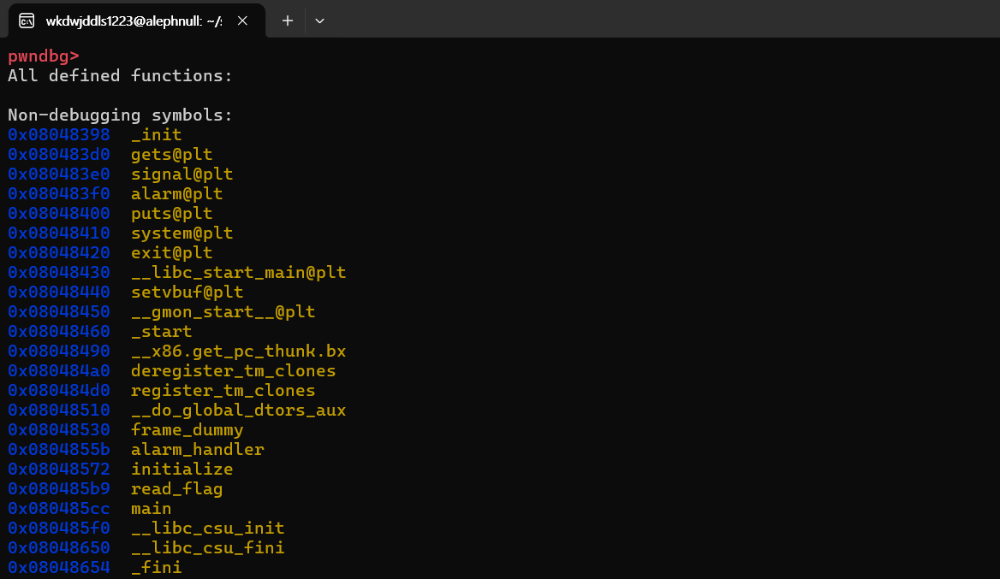 wkdwjddls1223@alephnull: ~/s
pwndbg>
All defined functions:
Non-debugging symbols:
0x08048398  _init
0x080483d0  gets@plt
0x080483e0  signal@plt
0x080483f0  alarm@plt
0x08048400  puts@plt
0x08048410  system@plt
0x08048420  exit@plt
0x08048430  __libc_start_main@plt
0x08048440  setvbuf@plt
0x08048450  __gmon_start__@plt
0x08048460  _start
0x08048490  __x86.get_pc_thunk.bx
0x080484a0  deregister_tm_clones
0x080484d0  register_tm_clones
0x08048510  __do_global_dtors_aux
0x08048530  frame_dummy
0x0804855b  alarm_handler
0x08048572  initialize
0x080485b9  read_flag
0x080485cc  main
0x080485f0  __libc_csu_init
0x08048650  __libc_csu_fini
0x08048654  _fini